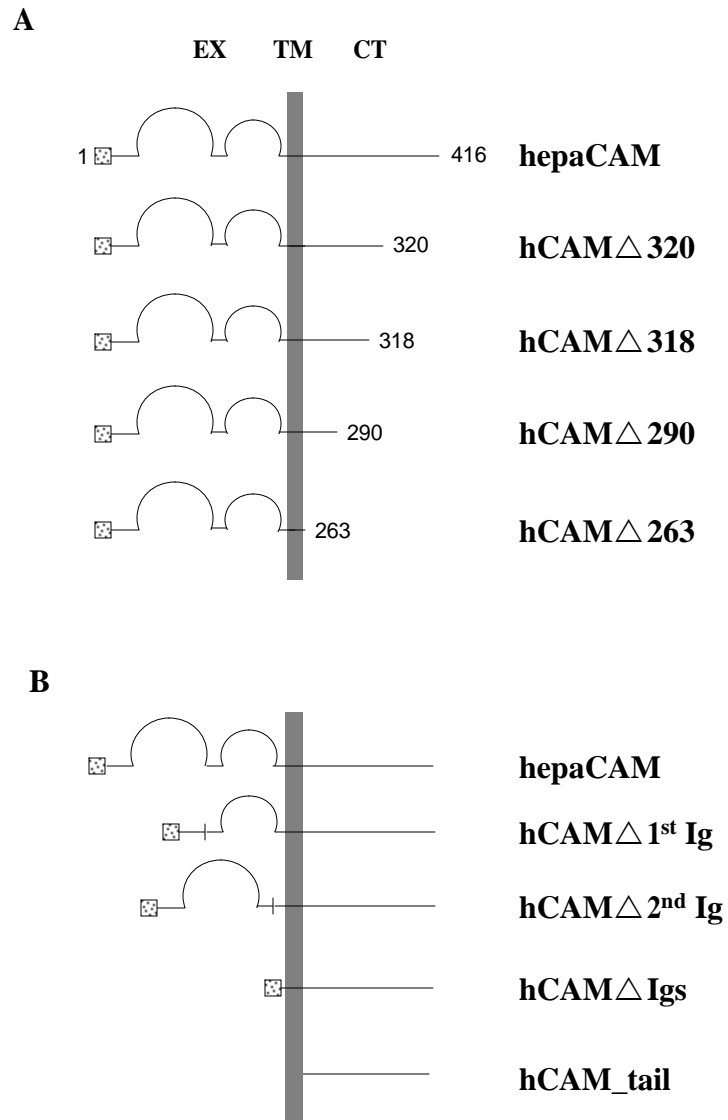 A
EX TM CT
1 416 hepaCAM
320 hCAM△320
318 hCAM△318
290 hCAM△290
263 hCAM△263
B
hepaCAM
hCAM△1st Ig
hCAM△2nd Ig
hCAM△Igs
hCAM_tail